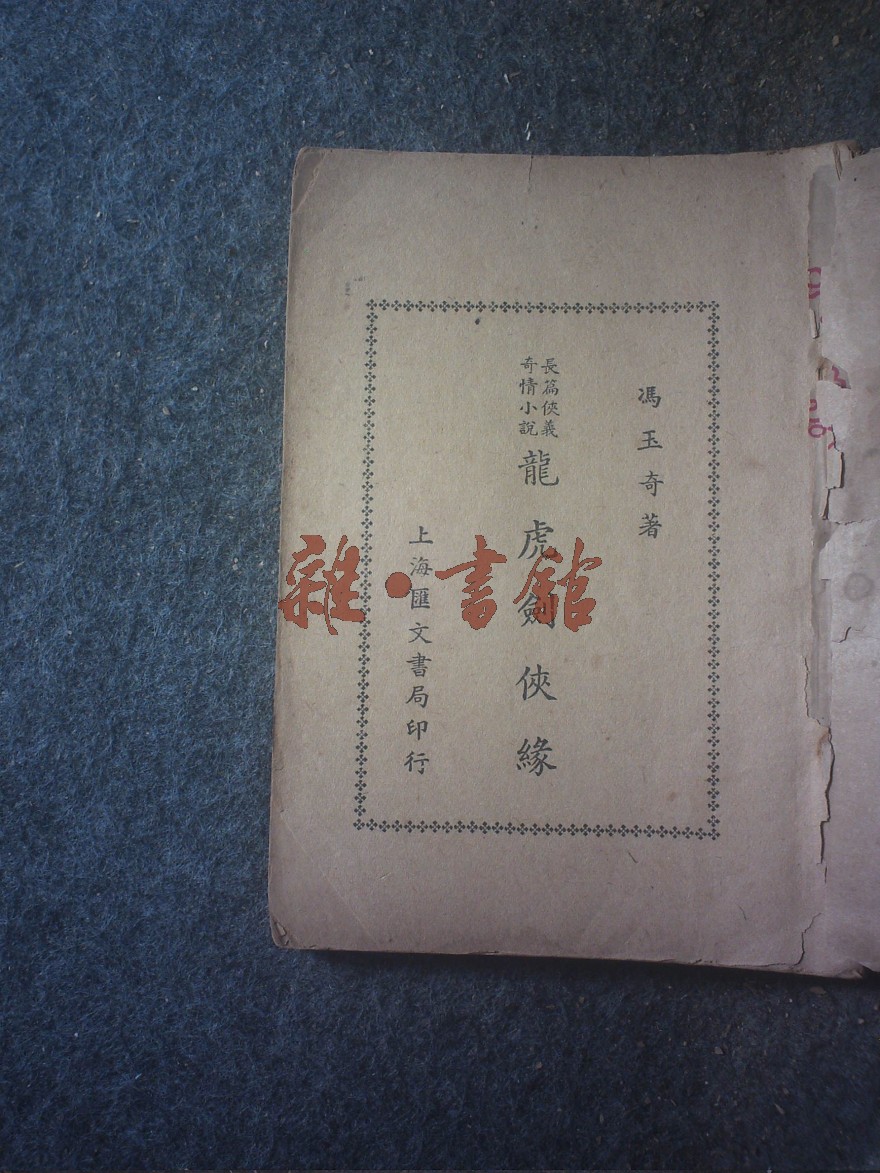 馮玉奇著
長篇俠義
奇情小說
龍虎劍俠緣
上海匯文書局印行
雜·書館